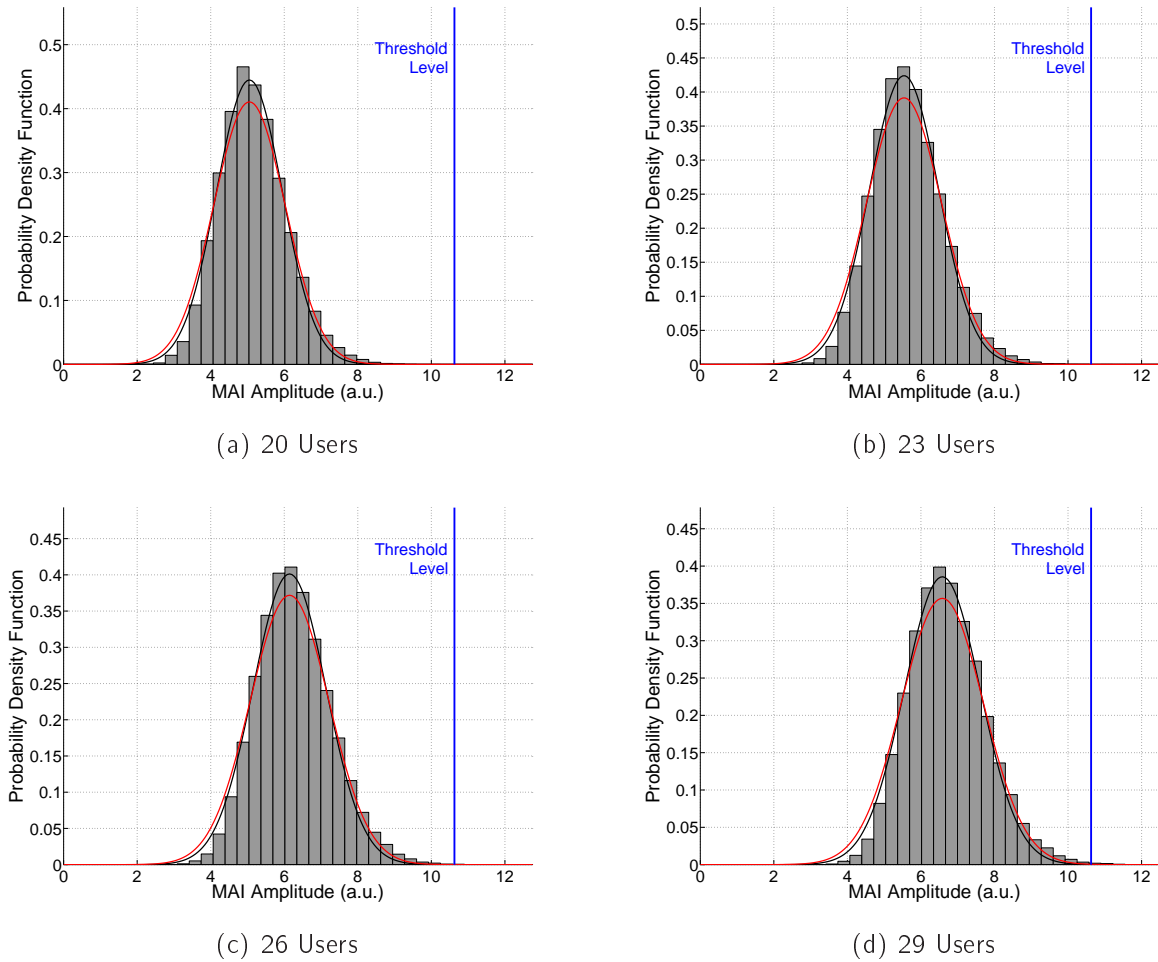 Probability Density Function
0.5
0.4
0.3
0.2
0.1
0
Threshold
Level
0 2 4 6 8 10 12
MAI Amplitude (a.u.)
(a) 20 Users
Probability Density Function
0.5
0.45
0.4
0.35
0.3
0.25
0.2
0.15
0.1
0.05
0
Threshold
Level
0 2 4 6 8 10 12
MAI Amplitude (a.u.)
(b) 23 Users
Probability Density Function
0.45
0.4
0.35
0.3
0.25
0.2
0.15
0.1
0.05
0
Threshold
Level
0 2 4 6 8 10 12
MAI Amplitude (a.u.)
(c) 26 Users
Probability Density Function
0.45
0.4
0.35
0.3
0.25
0.2
0.15
0.1
0.05
0
Threshold
Level
0 2 4 6 8 10 12
MAI Amplitude (a.u.)
(d) 29 Users